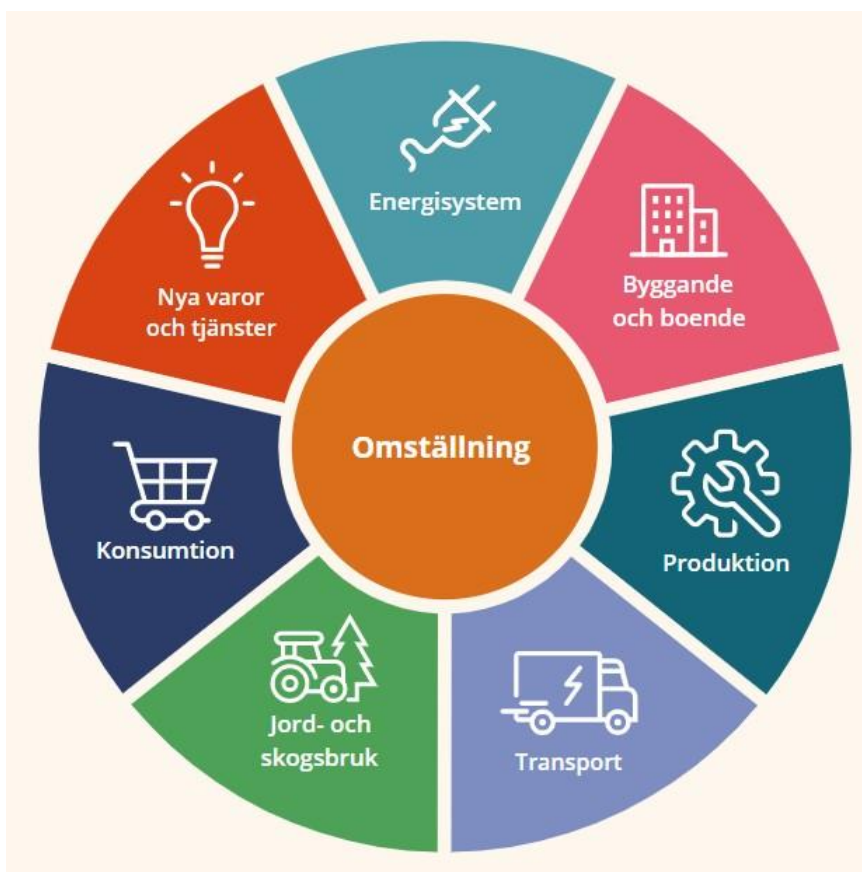 Energisystem
Byggande
och boende
Produktion
Transport
Jord- och
skogsbruk
Konsumtion
Nya varor
och tjänster
Omställning